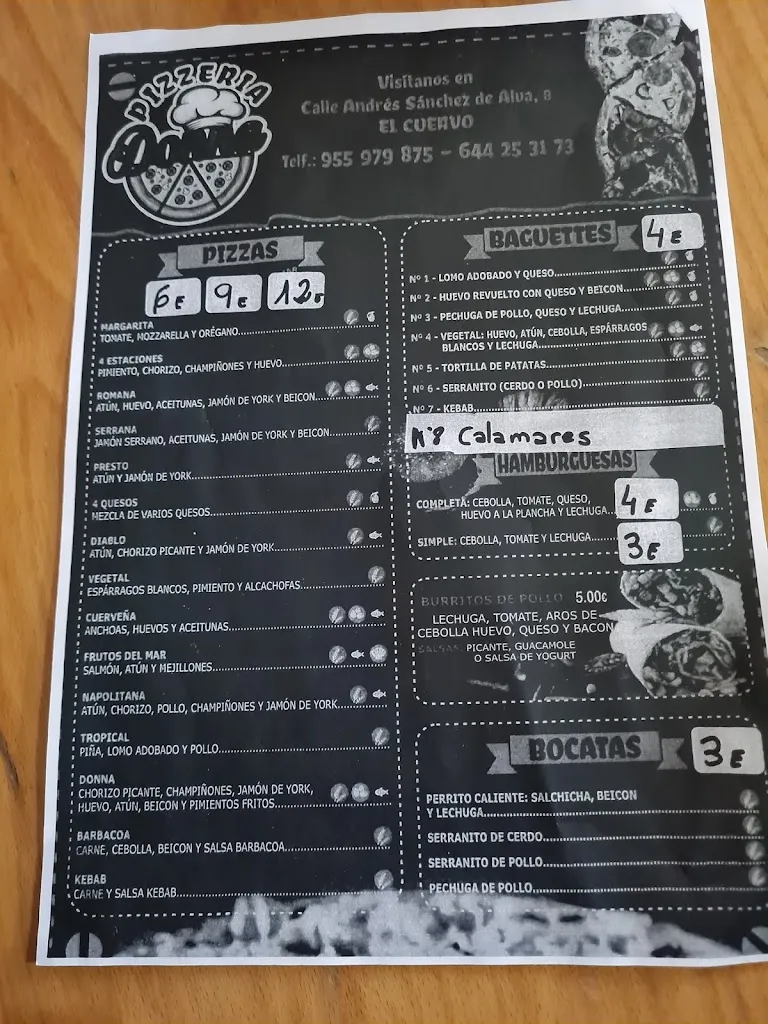 PIZZERIA
Donna
Visítanos en
Calle Andrés Sánchez de Alva, 8
EL CUERVO
Telf.: 955 979 875 - 644 25 31 73
PIZZAS
6€ 9€ 12€
MARGARITA
TOMATE, MOZZARELLA Y ORÉGANO
4 ESTACIONES
PIMIENTO, CHORIZO, CHAMPIÑONES Y HUEVO
ROMANA
ATÚN, HUEVO, ACEITUNAS, JAMÓN DE YORK Y BEICON
SERRANA
JAMÓN SERRANO, ACEITUNAS, JAMÓN DE YORK Y BEICON
PRESTO
ATÚN Y JAMÓN DE YORK
4 QUESOS
MEZCLA DE VARIOS QUESOS
DIABLO
ATÚN, CHORIZO PICANTE Y JAMÓN DE YORK
VEGETAL
ESPÁRRAGOS BLANCOS, PIMIENTO Y ALCACHOFAS
CUERVEÑA
ANCHOAS, HUEVOS Y ACEITUNAS
FRUTOS DEL MAR
SALMÓN, ATÚN Y MEJILLONES
NAPOLITANA
ATÚN, CHORIZO, POLLO, CHAMPIÑONES Y JAMÓN DE YORK
TROPICAL
PIÑA, LOMO ADOBADO Y POLLO
DONNA
CHORIZO PICANTE, CHAMPIÑONES, JAMÓN DE YORK,
HUEVO, ATÚN, BEICON Y PIMIENTOS FRITOS
BARBACOA
CARNE, CEBOLLA, BEICON Y SALSA BARBACOA
KEBAB
CARNE Y SALSA KEBAB
BAGUETTES 4€
Nº 1 - LOMO ADOBADO Y QUESO
Nº 2 - HUEVO REVUELTO CON QUESO Y BEICON
Nº 3 - PECHUGA DE POLLO, QUESO Y LECHUGA
Nº 4 - VEGETAL: HUEVO, ATÚN, CEBOLLA, ESPÁRRAGOS
BLANCOS Y LECHUGA
Nº 5 - TORTILLA DE PATATAS
Nº 6 - SERRANITO (CERDO O POLLO)
Nº 7 - KEBAB
Nº8 Calamares
HAMBURGUESAS
COMPLETA: CEBOLLA, TOMATE, QUESO,
HUEVO A LA PLANCHA Y LECHUGA 4€
SIMPLE: CEBOLLA, TOMATE Y LECHUGA 3€
BURRITOS DE POLLO 5.00€
LECHUGA, TOMATE, AROS DE
CEBOLLA HUEVO, QUESO Y BACON
SALSAS: PICANTE, GUACAMOLE
O SALSA DE YOGURT
BOCATAS 3€
PERRITO CALIENTE: SALCHICHA, BEICON
Y LECHUGA
SERRANITO DE CERDO
SERRANITO DE POLLO
PECHUGA DE POLLO